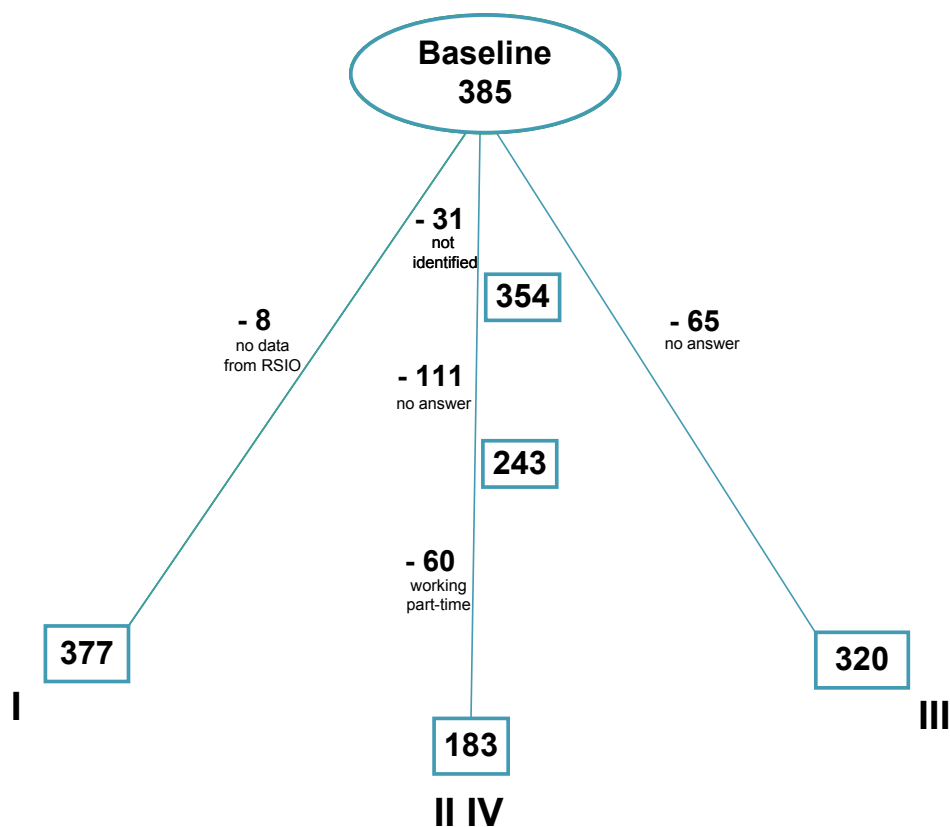 Baseline
385
- 31
not
identified
354
- 8
no data
from RSIO
- 65
no answer
- 111
no answer
243
- 60
working
part-time
377
320
I
III
183
II IV